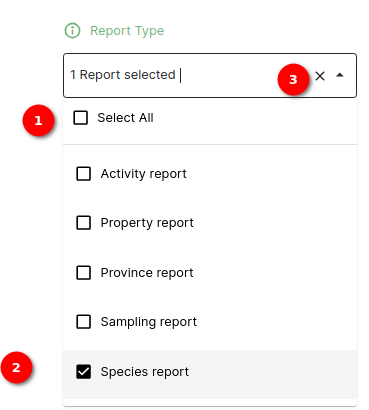 Report Type
1 Report selected
3
1
Select All
Activity report
Property report
Province report
Sampling report
2
Species report